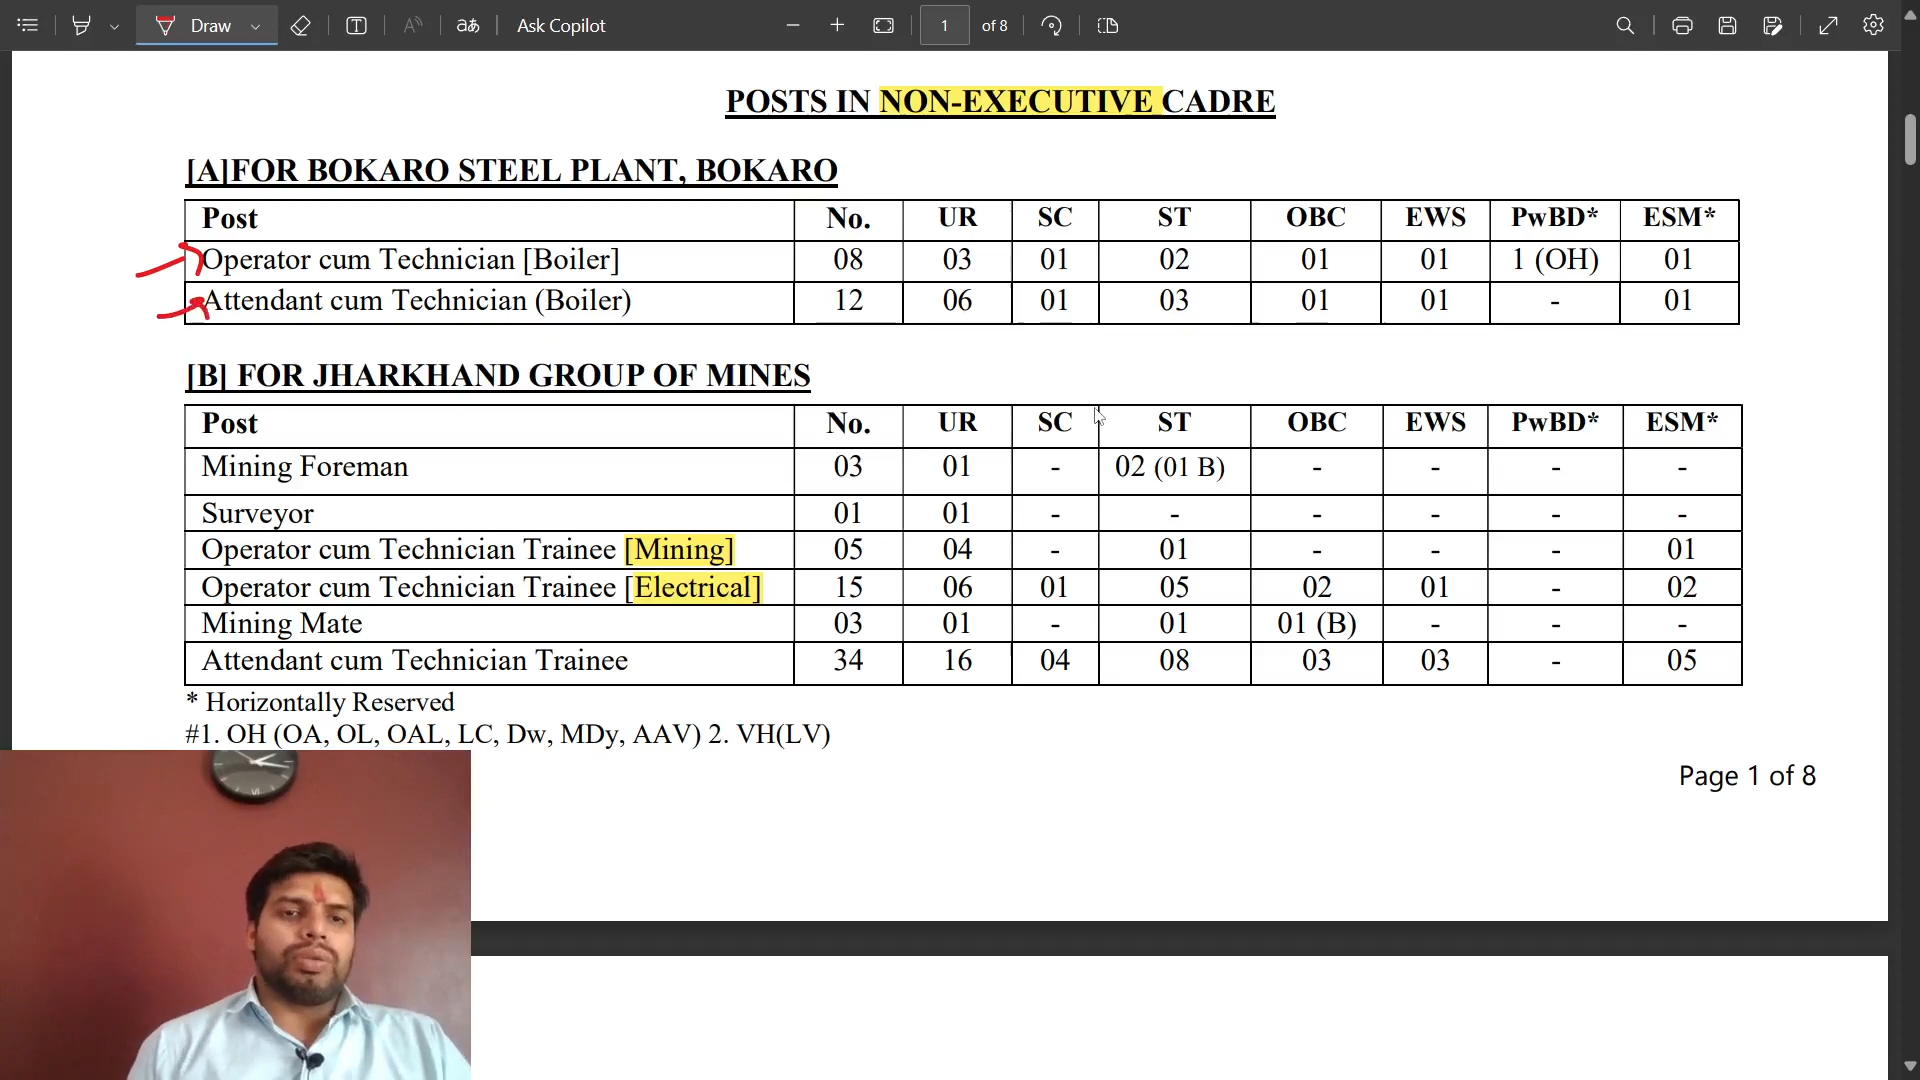 Draw Ask Copilot 1 of 8
POSTS IN NON-EXECUTIVE CADRE
[A]FOR BOKARO STEEL PLANT, BOKARO
Post No. UR SC ST OBC EWS PwBD* ESM*
Operator cum Technician [Boiler] 08 03 01 02 01 01 1 (OH) 01
Attendant cum Technician (Boiler) 12 06 01 03 01 01 - 01
[B] FOR JHARKHAND GROUP OF MINES
Post No. UR SC ST OBC EWS PwBD* ESM*
Mining Foreman 03 01 - 02 (01 B) - - - -
Surveyor 01 01 - - - - - -
Operator cum Technician Trainee [Mining] 05 04 - 01 - - - 01
Operator cum Technician Trainee [Electrical] 15 06 01 05 02 01 - 02
Mining Mate 03 01 - 01 01 (B) - - -
Attendant cum Technician Trainee 34 16 04 08 03 03 - 05
* Horizontally Reserved
#1. OH (OA, OL, OAL, LC, Dw, MDy, AAV) 2. VH(LV)
Page 1 of 8